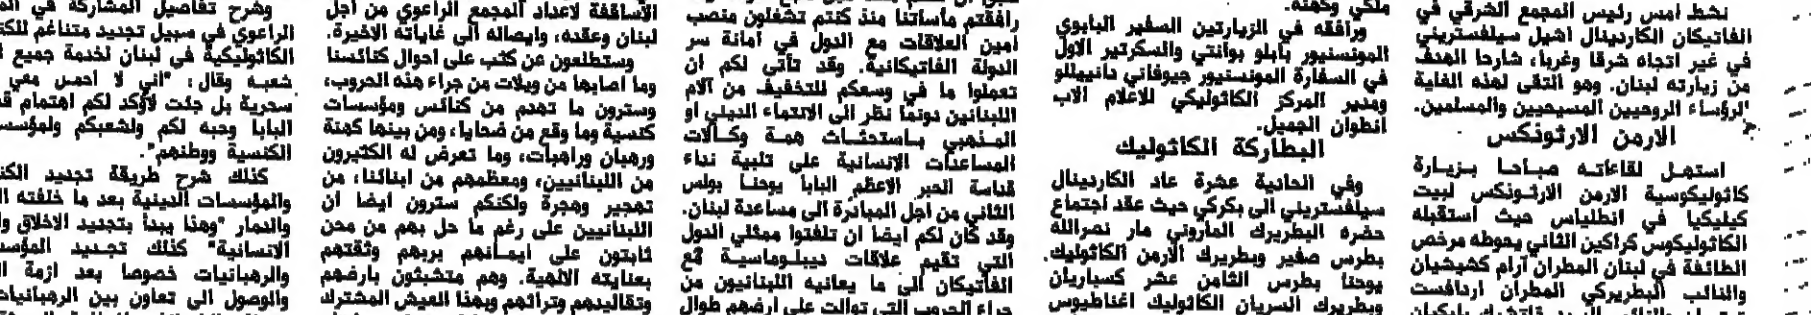 نشط امس رئيس المجمع الشرقي في
الفاتيكان الكاردينال اشيل سيلفستريني
في غير اتجاه شرقا وغربا، شارحا الهدف
من زيارته لبنان. وهو التقى لهذه الغاية
الرؤساء الروحيين المسيحيين والمسلمين.
الارمن الارثوذكس
استهل لقاءاته صباحا بزيارة
كاثوليكوسية الارمن الارثوذكس لبيت
كيليكيا في انطلياس حيث استقبله
الكاثوليكوس كراكين الثاني يحوطه مرخص
الطائفة في لبنان المطران آرام كشيشيان
والنائب البطريركي المطران اردافست
ملكي وكهنة.
ورافقه في الزيارتين السفير البابوي
المونسنيور بابلو بوانتي والسكرتير الاول
في السفارة المونسنيور جيوفاني دانييللو
ومدير المركز الكاثوليكي للاعلام الاب
انطوان الجميل.
البطاركة الكاثوليك
وفي الحادية عشرة عاد الكاردينال
سيلفستريني الى بكركي حيث عقد اجتماع
حضره البطريرك الماروني مار نصرالله
بطرس صفير وبطريرك الارمن الكاثوليك
يوحنا بطرس الثامن عشر كسباريان
وبطريرك السريان الكاثوليك اغناطيوس
رافقتم مأساتنا منذ كنتم تشغلون منصب
امين العلاقات مع الدول في امانة سر
الدولة الفاتيكانية. وقد تأتى لكم ان
تعملوا ما في وسعكم للتخفيف من آلام
اللبنانيين دونما نظر الى الانتماء الديني او
المذهبي باستحثاث همة وكالات
المساعدات الإنسانية على تلبية نداء
قداسة الحبر الاعظم البابا يوحنا بولس
الثاني من اجل المبادرة الى مساعدة لبنان.
وقد كان لكم ايضا ان تلفتوا ممثلي الدول
التي تقيم علاقات ديبلوماسية مع
الفاتيكان الى ما يعانيه اللبنانيون من
جراء الحروب التي توالت على ارضهم طوال
الأساقفة لاعداد المجمع الراعوي من اجل
لبنان وعقده، وايصاله الى غاياته الاخيرة.
وستطلعون عن كثب على احوال كنائسنا
وما اصابها من ويلات من جراء هذه الحروب،
وسترون ما تهدم من كنائس ومؤسسات
كنسية وما وقع من ضحايا، ومن بينها كهنة
ورهبان وراهبات، وما تعرض له الكثيرون
من اللبنانيين، ومعظمهم من ابنائنا، من
تهجير وهجرة ولكنكم سترون ايضا ان
اللبنانيين على رغم ما حل بهم من محن
ثابتون على ايمانهم بربهم وثقتهم
بعنايته الالهية. وهم متشبثون بارضهم
وتقاليدهم وتراثهم وبهذا العيش المشترك
وشرح تفاصيل المشاركة في
الراعوي في سبيل تجديد متناغم
الكاثوليكية في لبنان لخدمة جميع
شعبه وقال: "اني لا احمل معي
سحرية بل جئت لأؤكد لكم اهتمام
البابا وحبه لكم ولشعبكم
الكنسية ووطنهم".
كذلك شرح طريقة تجديد
والمؤسسات الدينية بعد ما خلفته
والدمار "وهذا يبدأ بتجديد الاخلاق
الانسانية" كذلك تجديد
والرهبانيات خصوصا بعد ازمة
والوصول الى تعاون بين الرهبانيات